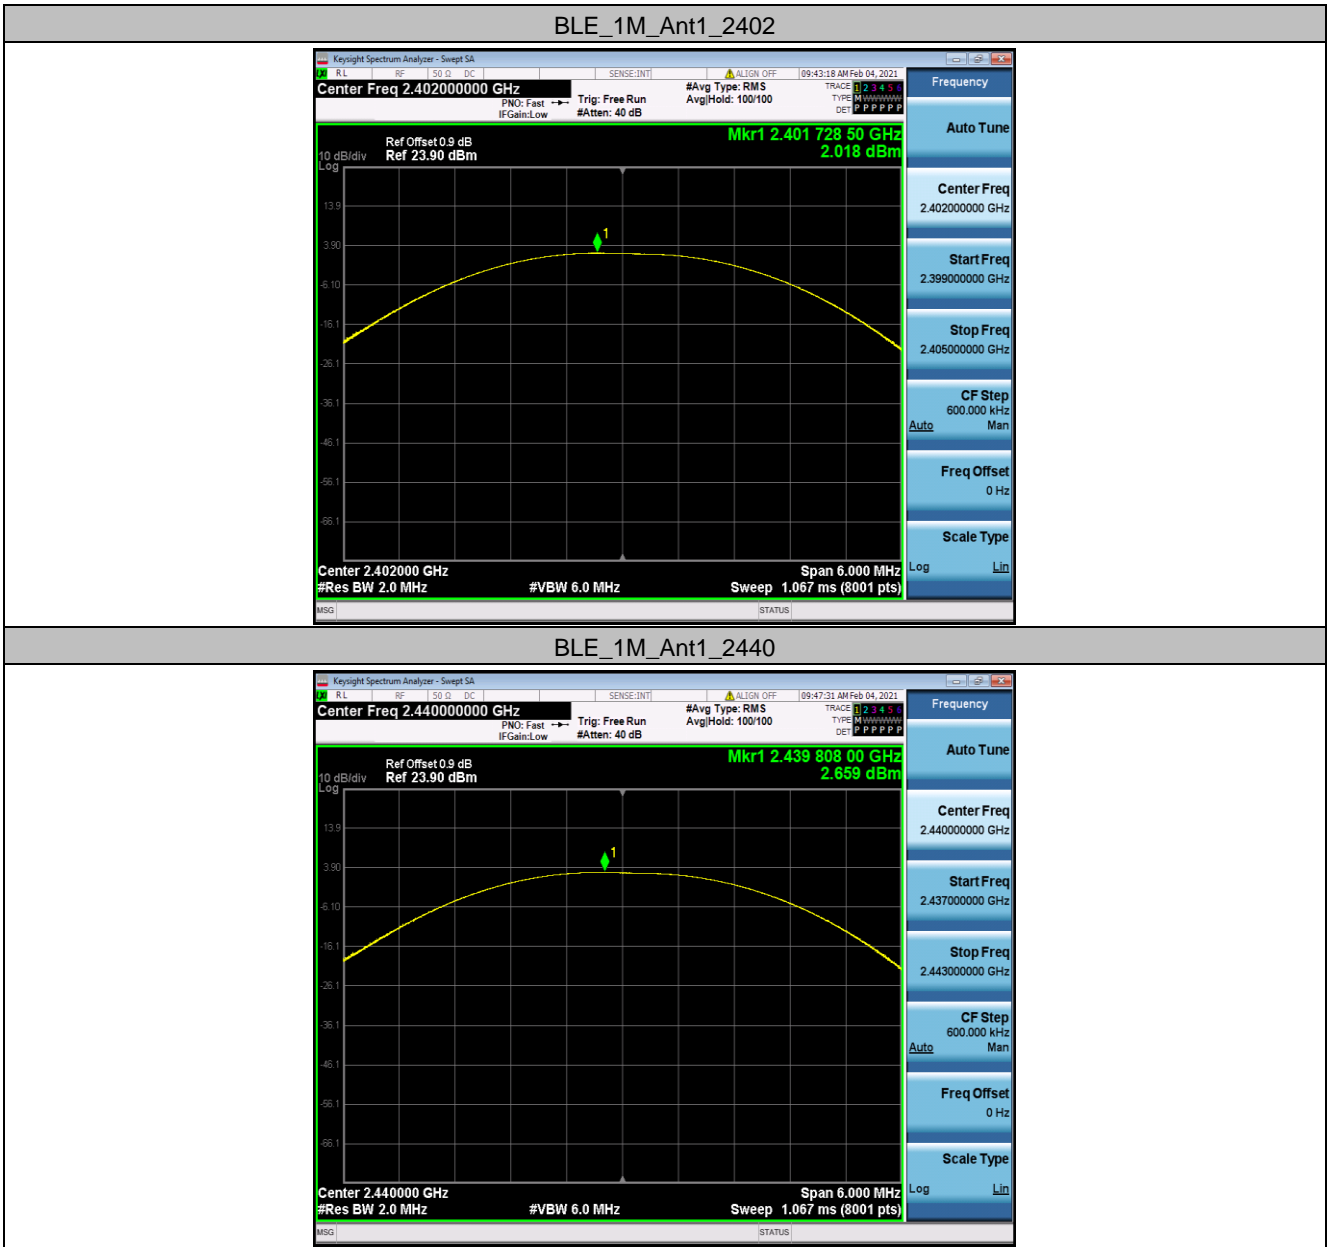 BLE_1M_Ant1_2402
Keysight Spectrum Analyzer - Swept SA
RL RF 50 Ω DC SENSE:INT ALIGN OFF 09:43:18 AM Feb 04, 2021
Center Freq 2.402000000 GHz #Avg Type: RMS TRACE 1 2 3 4 5 6
PNO: Fast Trig: Free Run Avg|Hold: 100/100 TYPE M WWWWW
IFGain:Low #Atten: 40 dB DET P P P P P P
Frequency
Auto Tune
Mkr1 2.401 728 50 GHz
2.018 dBm
Ref Offset 0.9 dB
10 dB/div Ref 23.90 dBm
Log
13.9
3.90
-6.10
-16.1
-26.1
-36.1
-46.1
-56.1
-66.1
1
Center Freq
2.402000000 GHz
Start Freq
2.399000000 GHz
Stop Freq
2.405000000 GHz
CF Step
600.000 kHz
Auto Man
Freq Offset
0 Hz
Scale Type
Log Lin
Center 2.402000 GHz Span 6.000 MHz
#Res BW 2.0 MHz #VBW 6.0 MHz Sweep 1.067 ms (8001 pts)
MSG STATUS
BLE_1M_Ant1_2440
Keysight Spectrum Analyzer - Swept SA
RL RF 50 Ω DC SENSE:INT ALIGN OFF 09:47:31 AM Feb 04, 2021
Center Freq 2.440000000 GHz #Avg Type: RMS TRACE 1 2 3 4 5 6
PNO: Fast Trig: Free Run Avg|Hold: 100/100 TYPE M WWWWW
IFGain:Low #Atten: 40 dB DET P P P P P P
Frequency
Auto Tune
Mkr1 2.439 808 00 GHz
2.659 dBm
Ref Offset 0.9 dB
10 dB/div Ref 23.90 dBm
Log
13.9
3.90
-6.10
-16.1
-26.1
-36.1
-46.1
-56.1
-66.1
1
Center Freq
2.440000000 GHz
Start Freq
2.437000000 GHz
Stop Freq
2.443000000 GHz
CF Step
600.000 kHz
Auto Man
Freq Offset
0 Hz
Scale Type
Log Lin
Center 2.440000 GHz Span 6.000 MHz
#Res BW 2.0 MHz #VBW 6.0 MHz Sweep 1.067 ms (8001 pts)
MSG STATUS